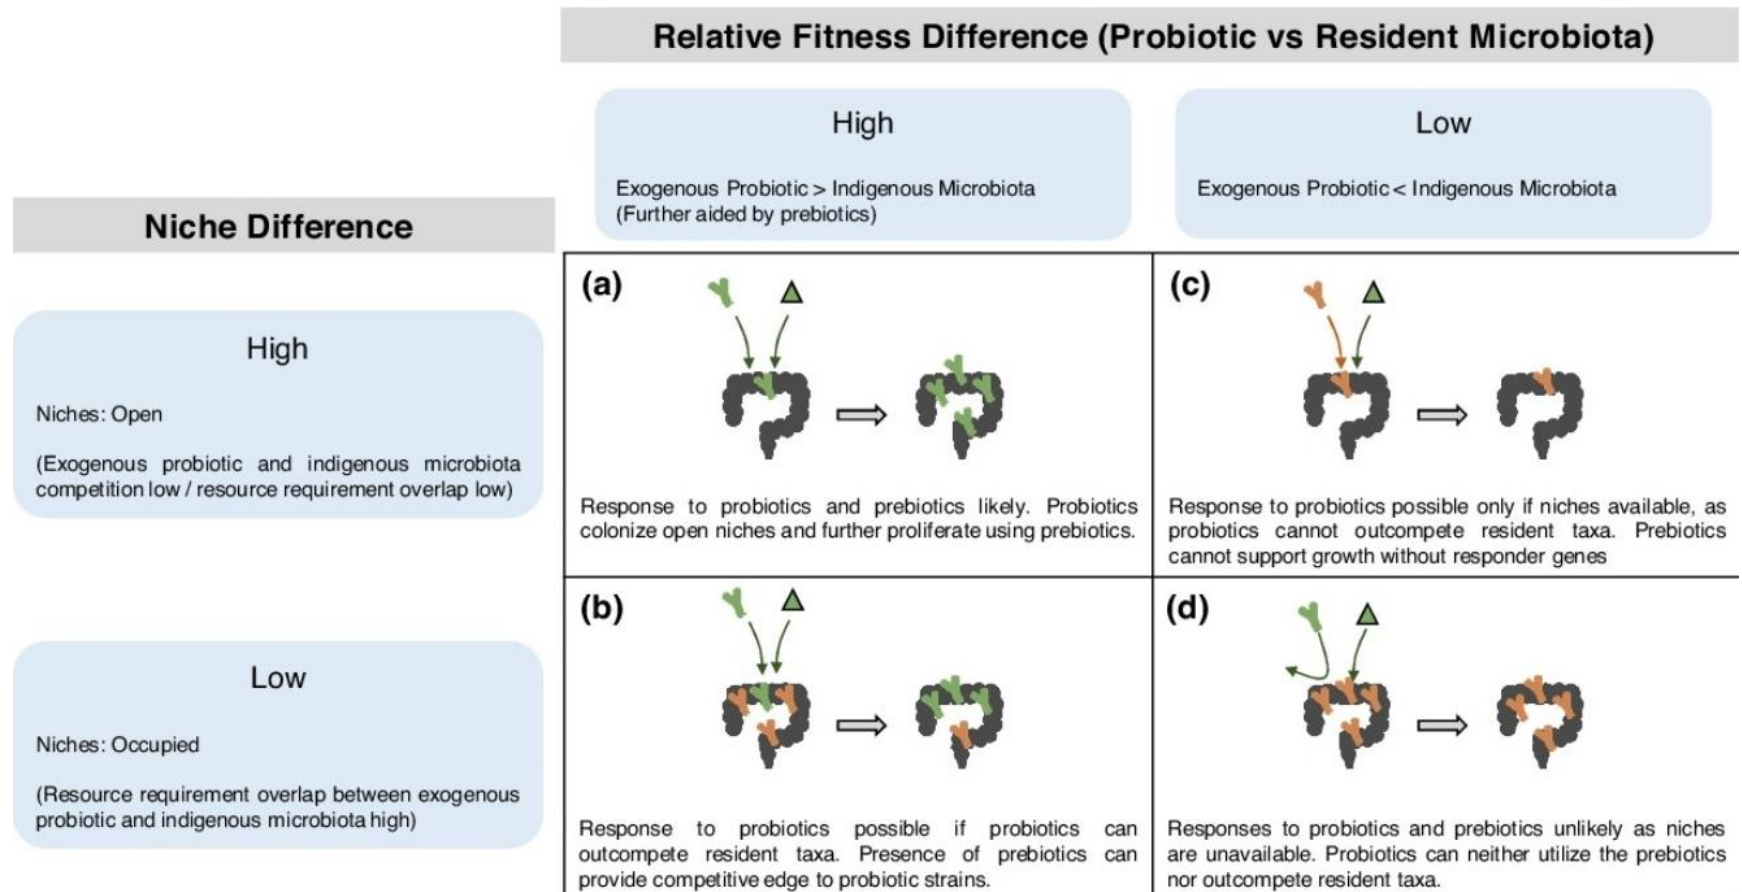 Relative Fitness Difference (Probiotic vs Resident Microbiota)
High
Exogenous Probiotic > Indigenous Microbiota
(Further aided by prebiotics)
Low
Exogenous Probiotic < Indigenous Microbiota
Niche Difference
High
Niches: Open
(Exogenous probiotic and indigenous microbiota
competition low / resource requirement overlap low)
(a)
Response to probiotics and prebiotics likely. Probiotics
colonize open niches and further proliferate using prebiotics.
(c)
Response to probiotics possible only if niches available, as
probiotics cannot outcompete resident taxa. Prebiotics
cannot support growth without responder genes
Low
Niches: Occupied
(Resource requirement overlap between exogenous
probiotic and indigenous microbiota high)
(b)
Response to probiotics possible if probiotics can
outcompete resident taxa. Presence of prebiotics can
provide competitive edge to probiotic strains.
(d)
Responses to probiotics and prebiotics unlikely as niches
are unavailable. Probiotics can neither utilize the prebiotics
nor outcompete resident taxa.